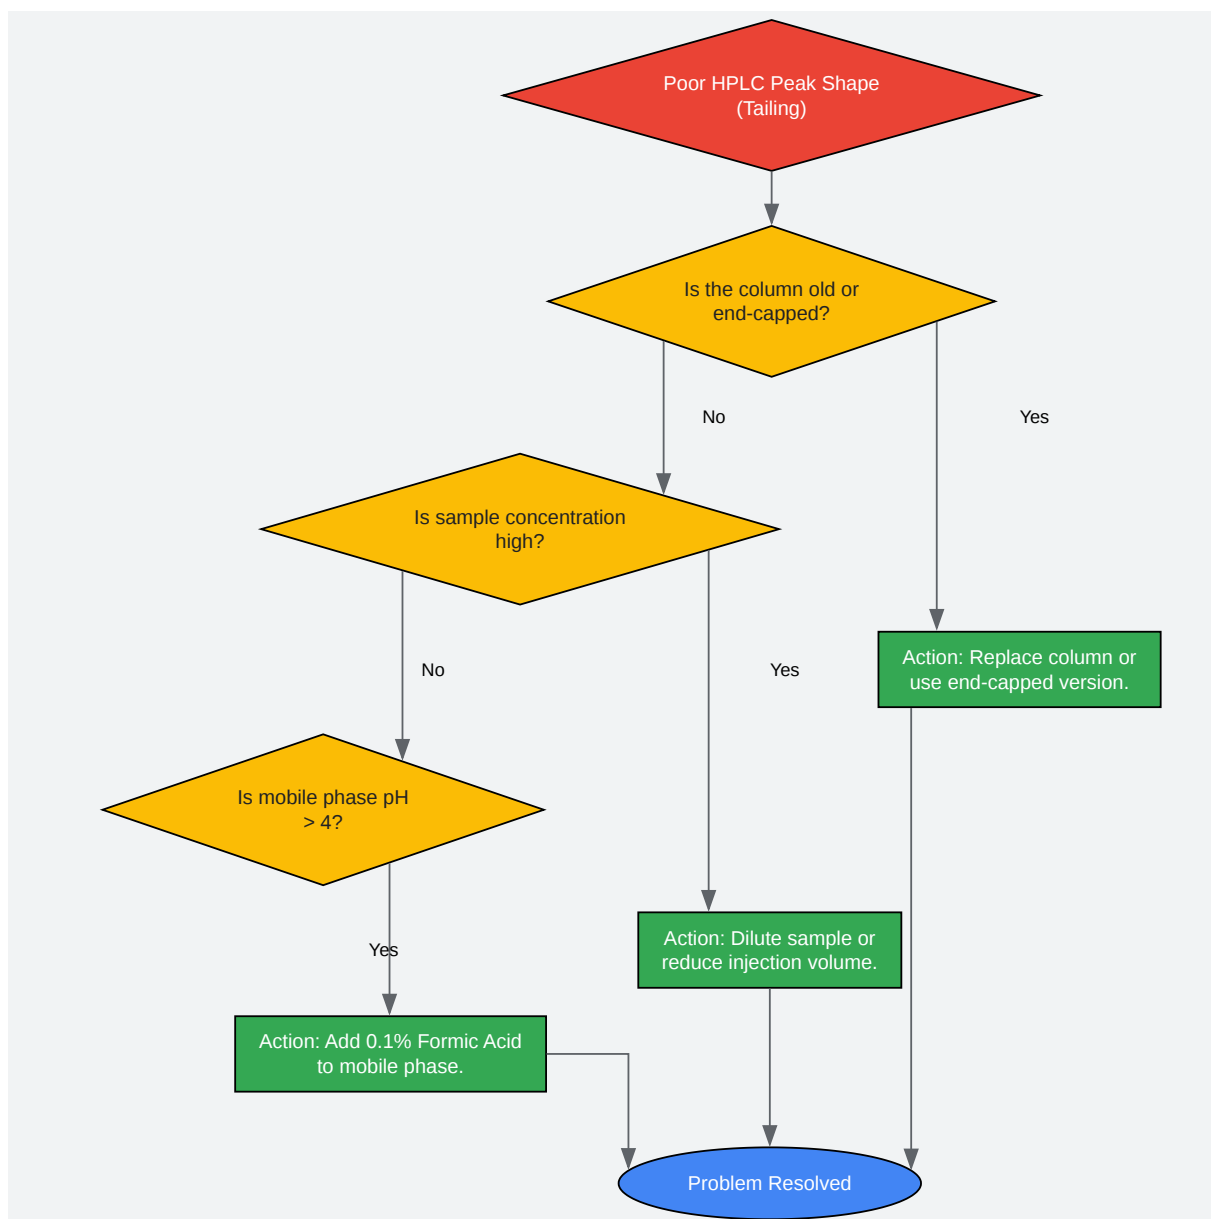 Poor HPLC Peak Shape
(Tailing)
Is the column old or
end-capped?
No
Yes
Is sample concentration
high?
No
Yes
Action: Replace column or
use end-capped version.
Is mobile phase pH
> 4?
Yes
Action: Dilute sample or
reduce injection volume.
Action: Add 0.1% Formic Acid
to mobile phase.
Problem Resolved